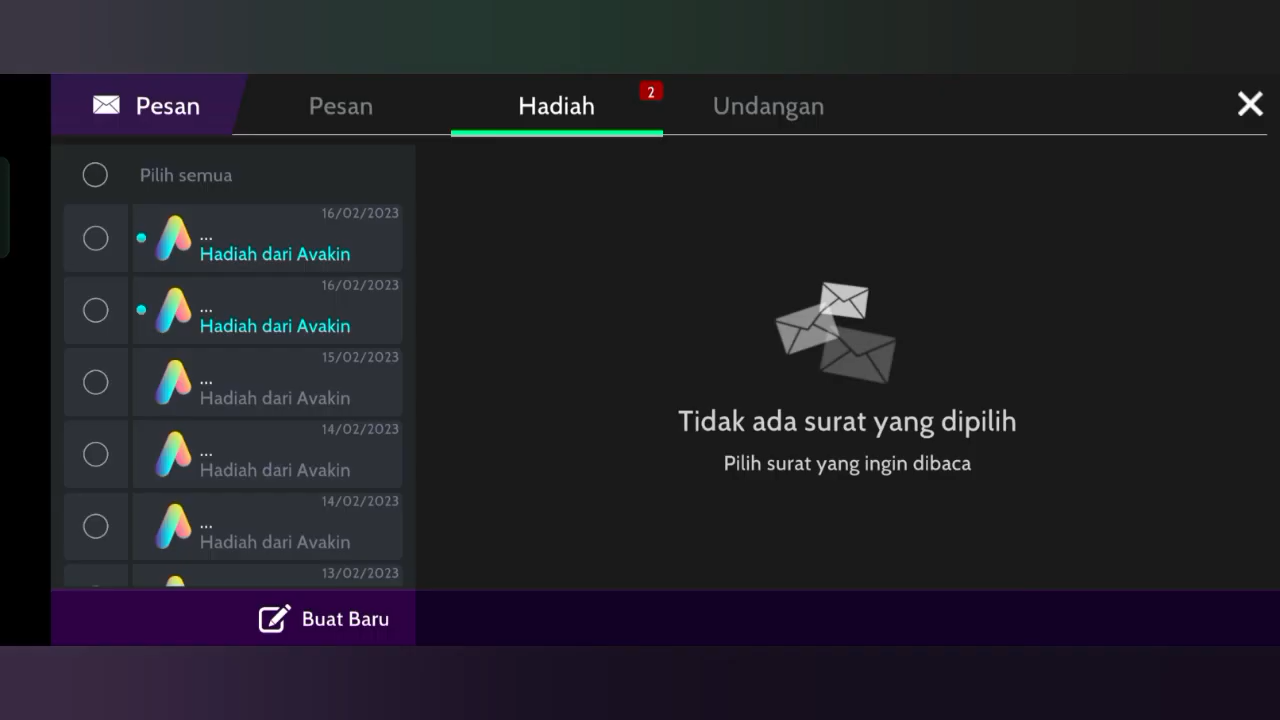 Pesan
Pesan
Hadiah
2
Undangan
Pilih semua
16/02/2023
...
Hadiah dari Avakin
16/02/2023
...
Hadiah dari Avakin
15/02/2023
...
Hadiah dari Avakin
14/02/2023
...
Hadiah dari Avakin
14/02/2023
...
Hadiah dari Avakin
13/02/2023
Buat Baru
Tidak ada surat yang dipilih
Pilih surat yang ingin dibaca